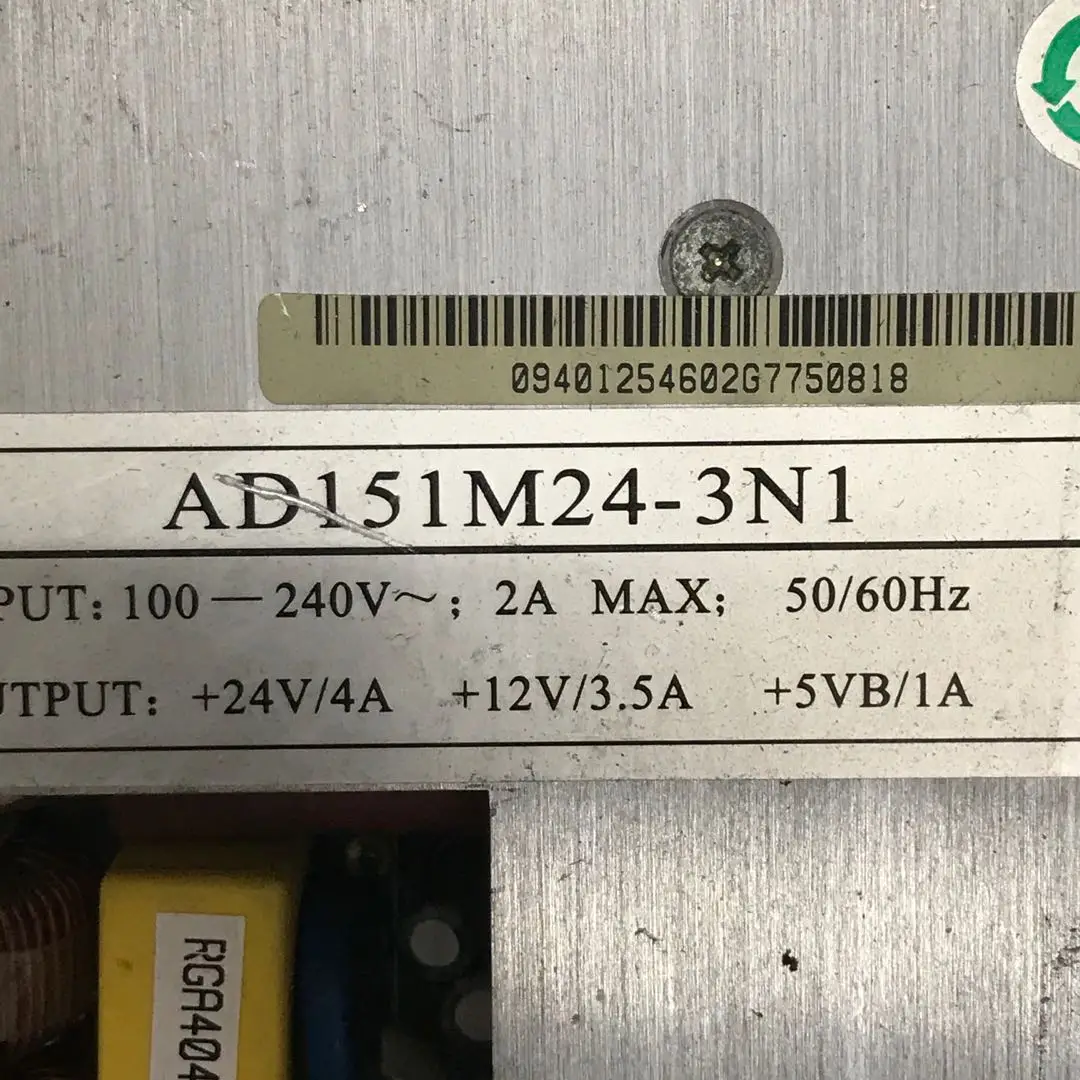 09401254602G7750818
AD151M24-3N1
PUT: 100 — 240V~; 2A MAX; 50/60Hz
UTPUT: +24V/4A +12V/3.5A +5VB/1A
RGA404